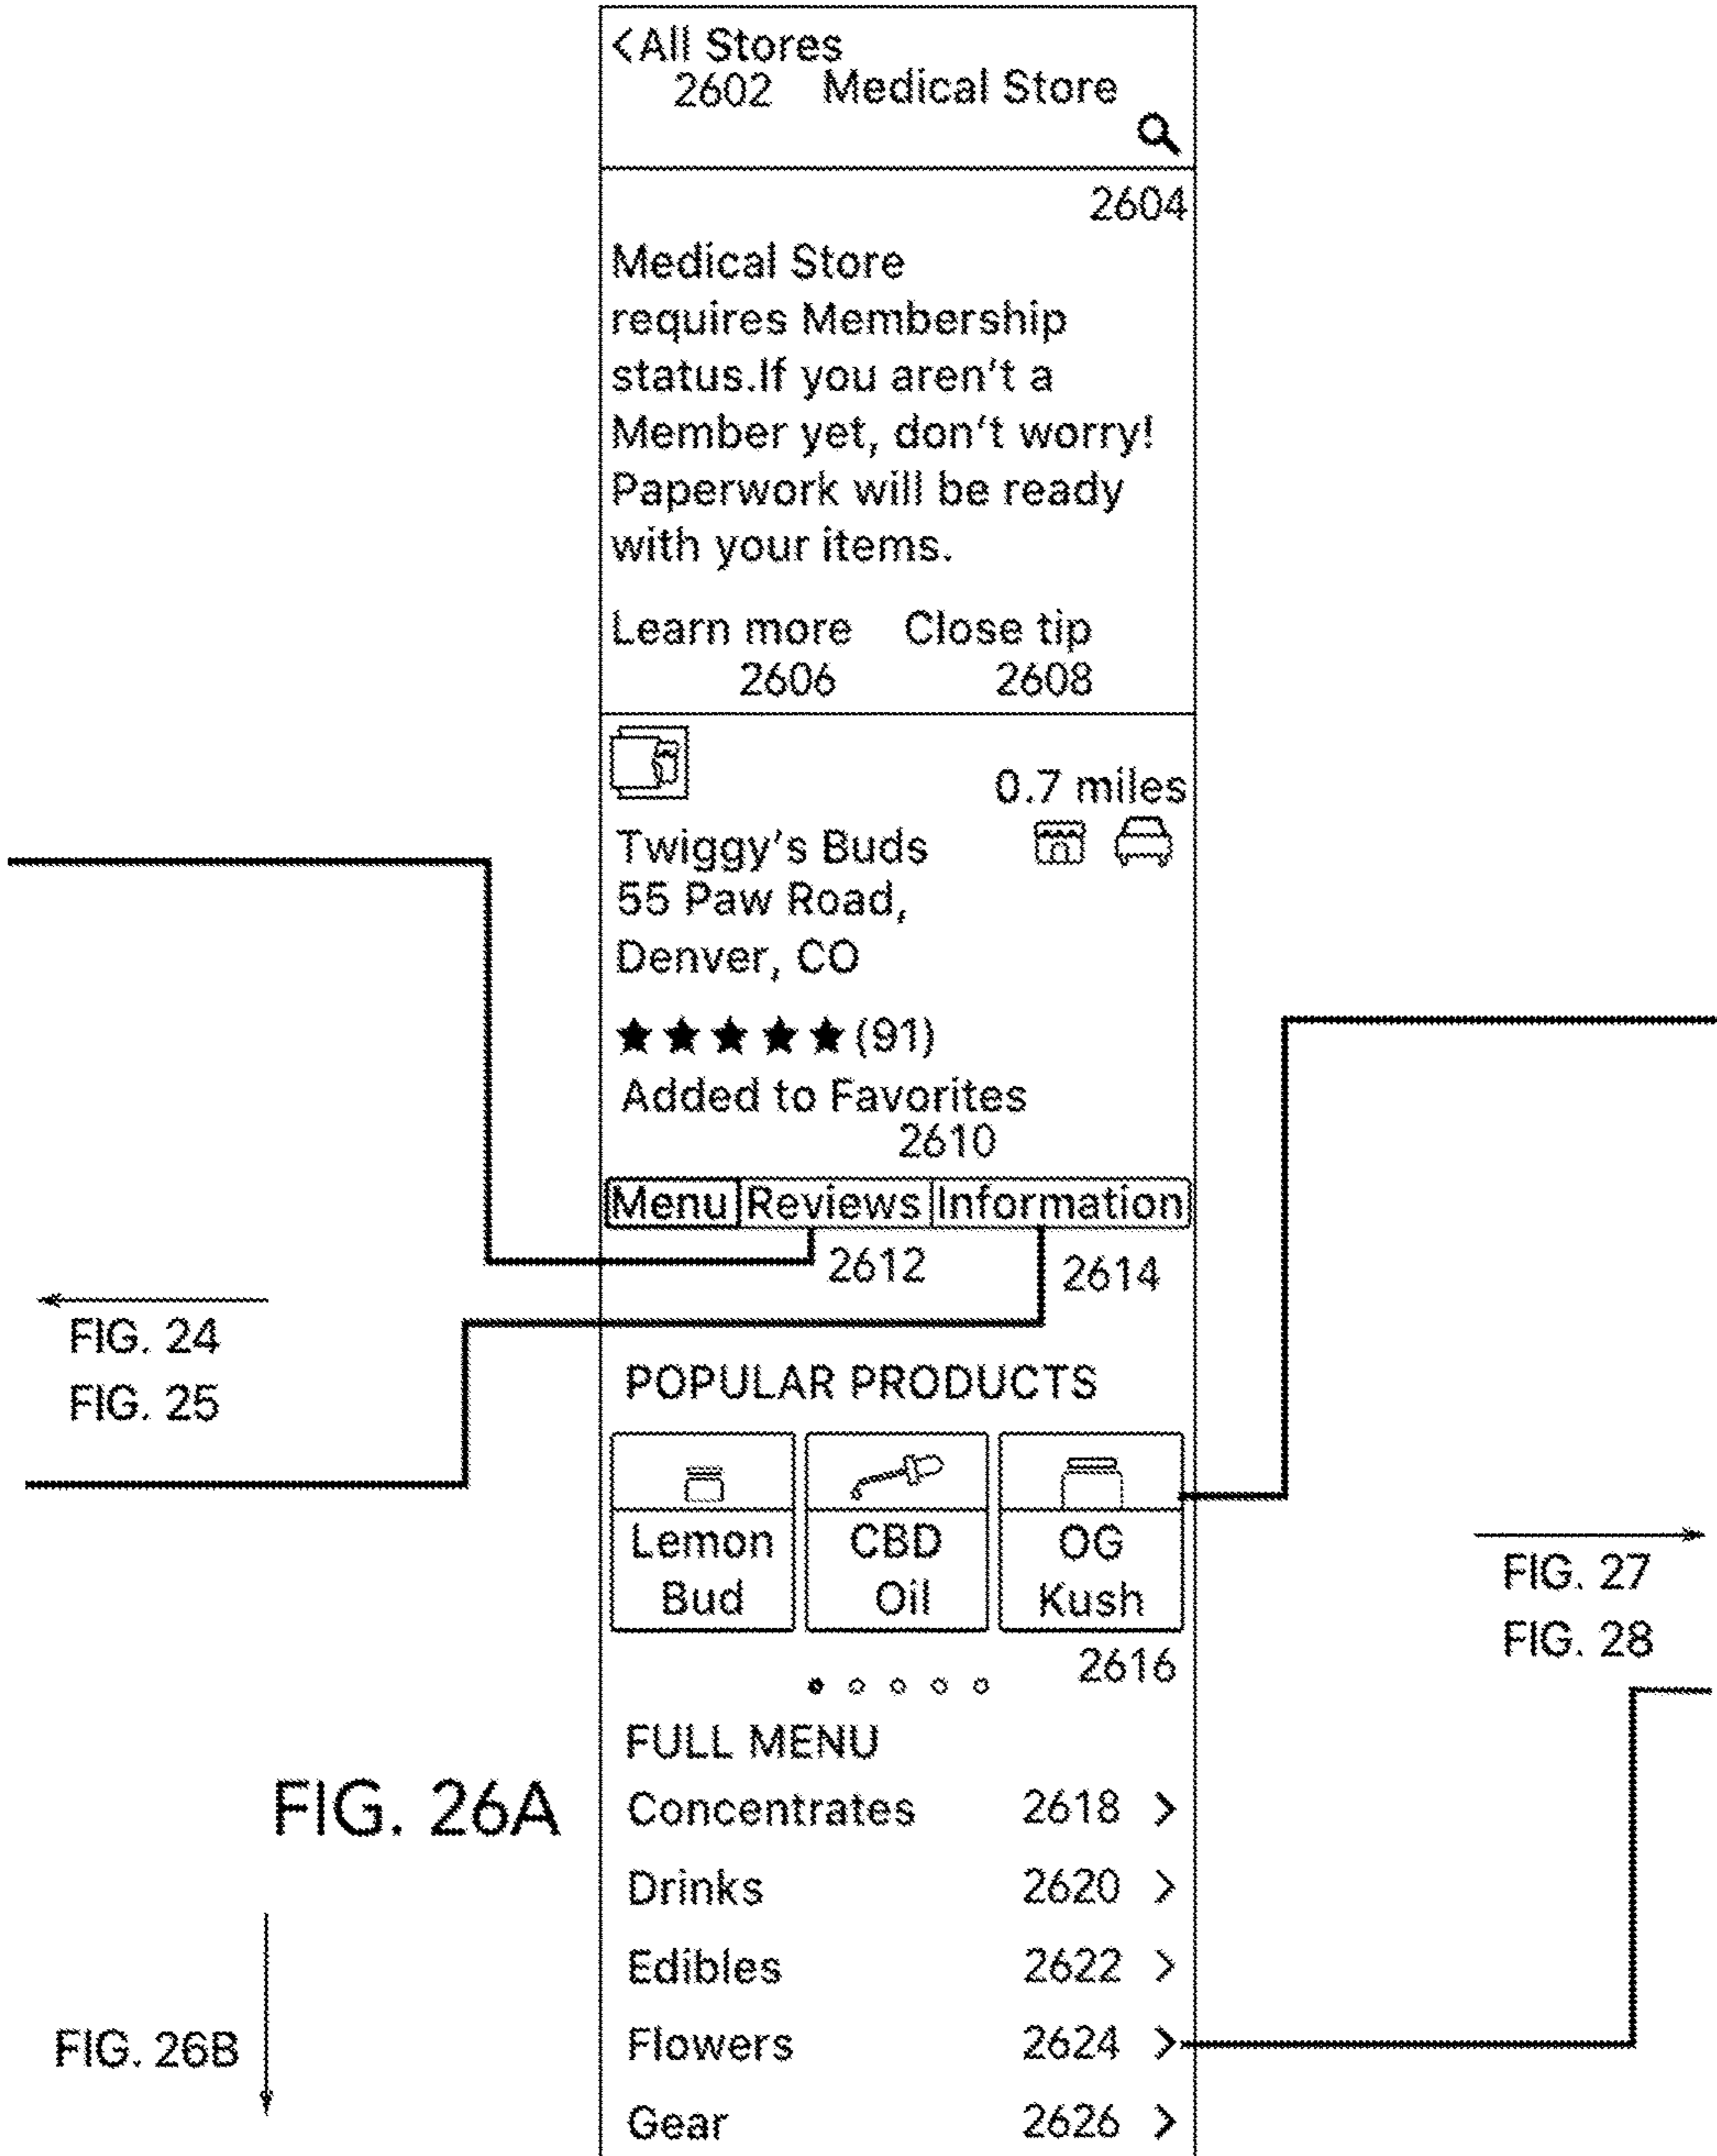 <All Stores
2602 Medical Store
2604
Medical Store
requires Membership
status.If you aren't a
Member yet, don't worry!
Paperwork will be ready
with your items.
Learn more Close tip
2606 2608
0.7 miles
Twiggy's Buds
55 Paw Road,
Denver, CO
(91)
Added to Favorites
2610
Menu Reviews Information
2612 2614
FIG. 24
FIG. 25
POPULAR PRODUCTS
Lemon Bud
CBD Oil
OG Kush
2616
FIG. 27
FIG. 28
FULL MENU
FIG. 26A
Concentrates 2618 >
Drinks 2620 >
Edibles 2622 >
Flowers 2624 >
FIG. 26B
Gear 2626 >